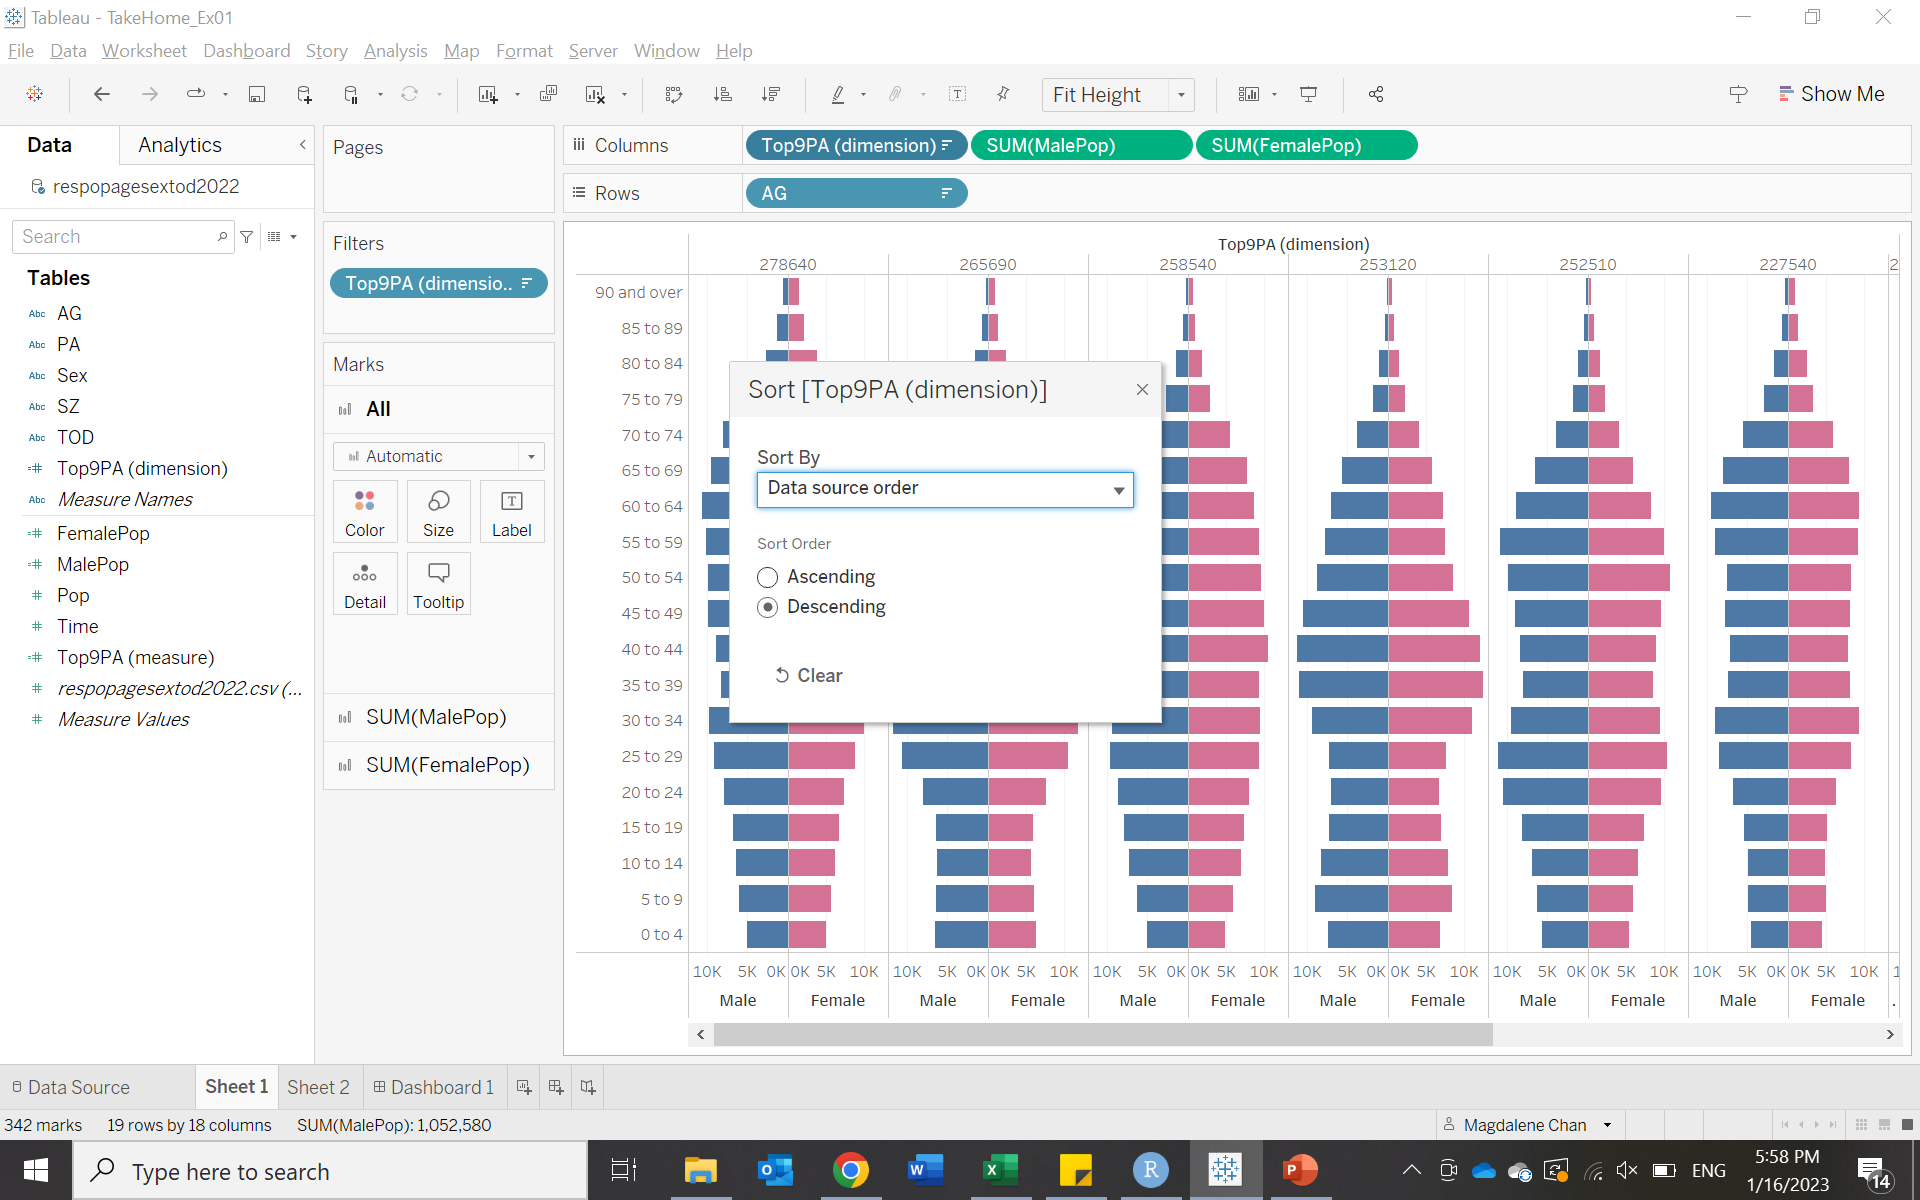 Tableau - TakeHome_Ex01
File Data Worksheet Dashboard Story Analysis Map Format Server Window Help
Fit Height
Show Me
Data
Analytics
respopagesextod2022
Search
Tables
Abc AG
Abc PA
Abc Sex
Abc SZ
Abc TOD
Top9PA (dimension)
Abc Measure Names
FemalePop
MalePop
Pop
Time
Top9PA (measure)
respopagesextod2022.csv (...
Measure Values
Pages
Filters
Top9PA (dimensio..
Marks
All
Automatic
Color
Size
Label
Detail
Tooltip
SUM(MalePop)
SUM(FemalePop)
Columns
Top9PA (dimension)
SUM(MalePop)
SUM(FemalePop)
Rows
AG
Top9PA (dimension)
278640 265690 258540 253120 252510 227540 2
90 and over
85 to 89
80 to 84
75 to 79
70 to 74
65 to 69
60 to 64
55 to 59
50 to 54
45 to 49
40 to 44
35 to 39
30 to 34
25 to 29
20 to 24
15 to 19
10 to 14
5 to 9
0 to 4
10K 5K 0K 0K 5K 10K 10K 5K 0K 0K 5K 10K 10K 5K 0K 0K 5K 10K 10K 5K 0K 0K 5K 10K 10K 5K 0K 0K 5K 10K 10K 5K 0K 0K 5K 10K 1
Male Female Male Female Male Female Male Female Male Female Male Female .
Sort [Top9PA (dimension)]
Sort By
Data source order
Sort Order
Ascending
Descending
Clear
Data Source
Sheet 1
Sheet 2
Dashboard 1
342 marks 19 rows by 18 columns SUM(MalePop): 1,052,580
Magdalene Chan
Type here to search
ENG
5:58 PM
1/16/2023
14